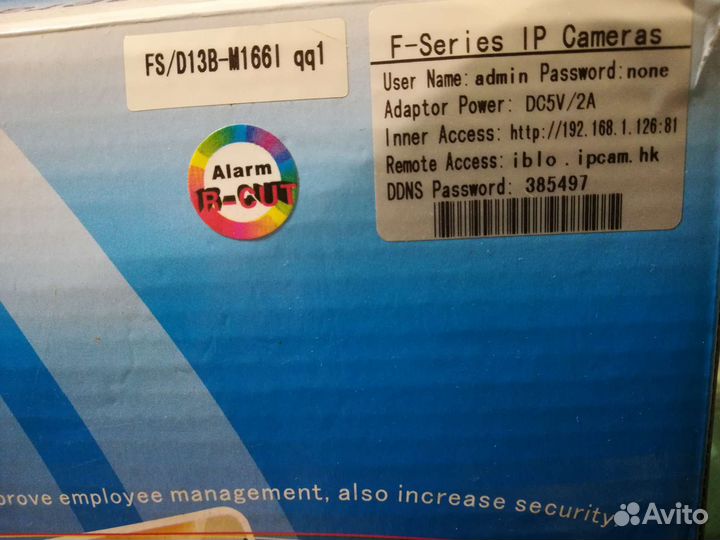 FS/D13B-M166I qq1
F-Series IP Cameras
User Name: admin Password: none
Adaptor Power: DC5V/2A
Inner Access: http://192.168.1.126:81
Remote Access: iblo.ipcam.hk
DDNS Password: 385497
Alarm
IR-CUT
prove employee management, also increase security
Avito